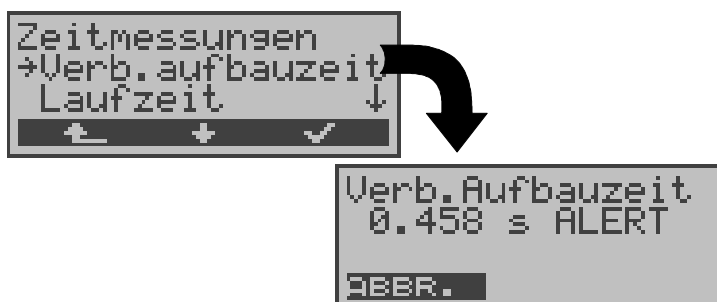 Zeitmessungen
→Verb.aufbauzeit
Laufzeit ↓
Verb.Aufbauzeit
0.458 s ALERT
ABBR.